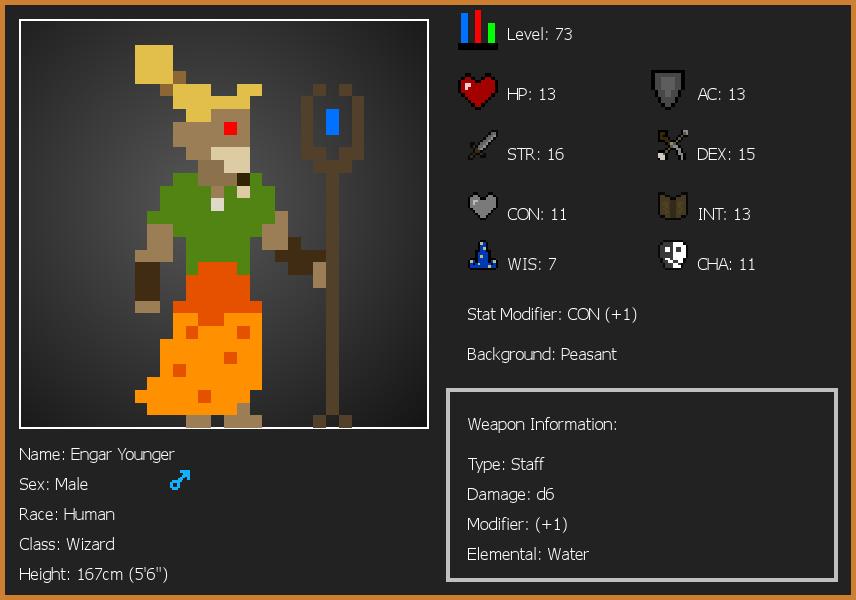 Level: 73
HP: 13
AC: 13
STR: 16
DEX: 15
CON: 11
INT: 13
WIS: 7
CHA: 11
Stat Modifier: CON (+1)
Background: Peasant
Weapon Information:
Type: Staff
Damage: d6
Modifier: (+1)
Elemental: Water
Name: Engar Younger
Sex: Male
Race: Human
Class: Wizard
Height: 167cm (5'6")